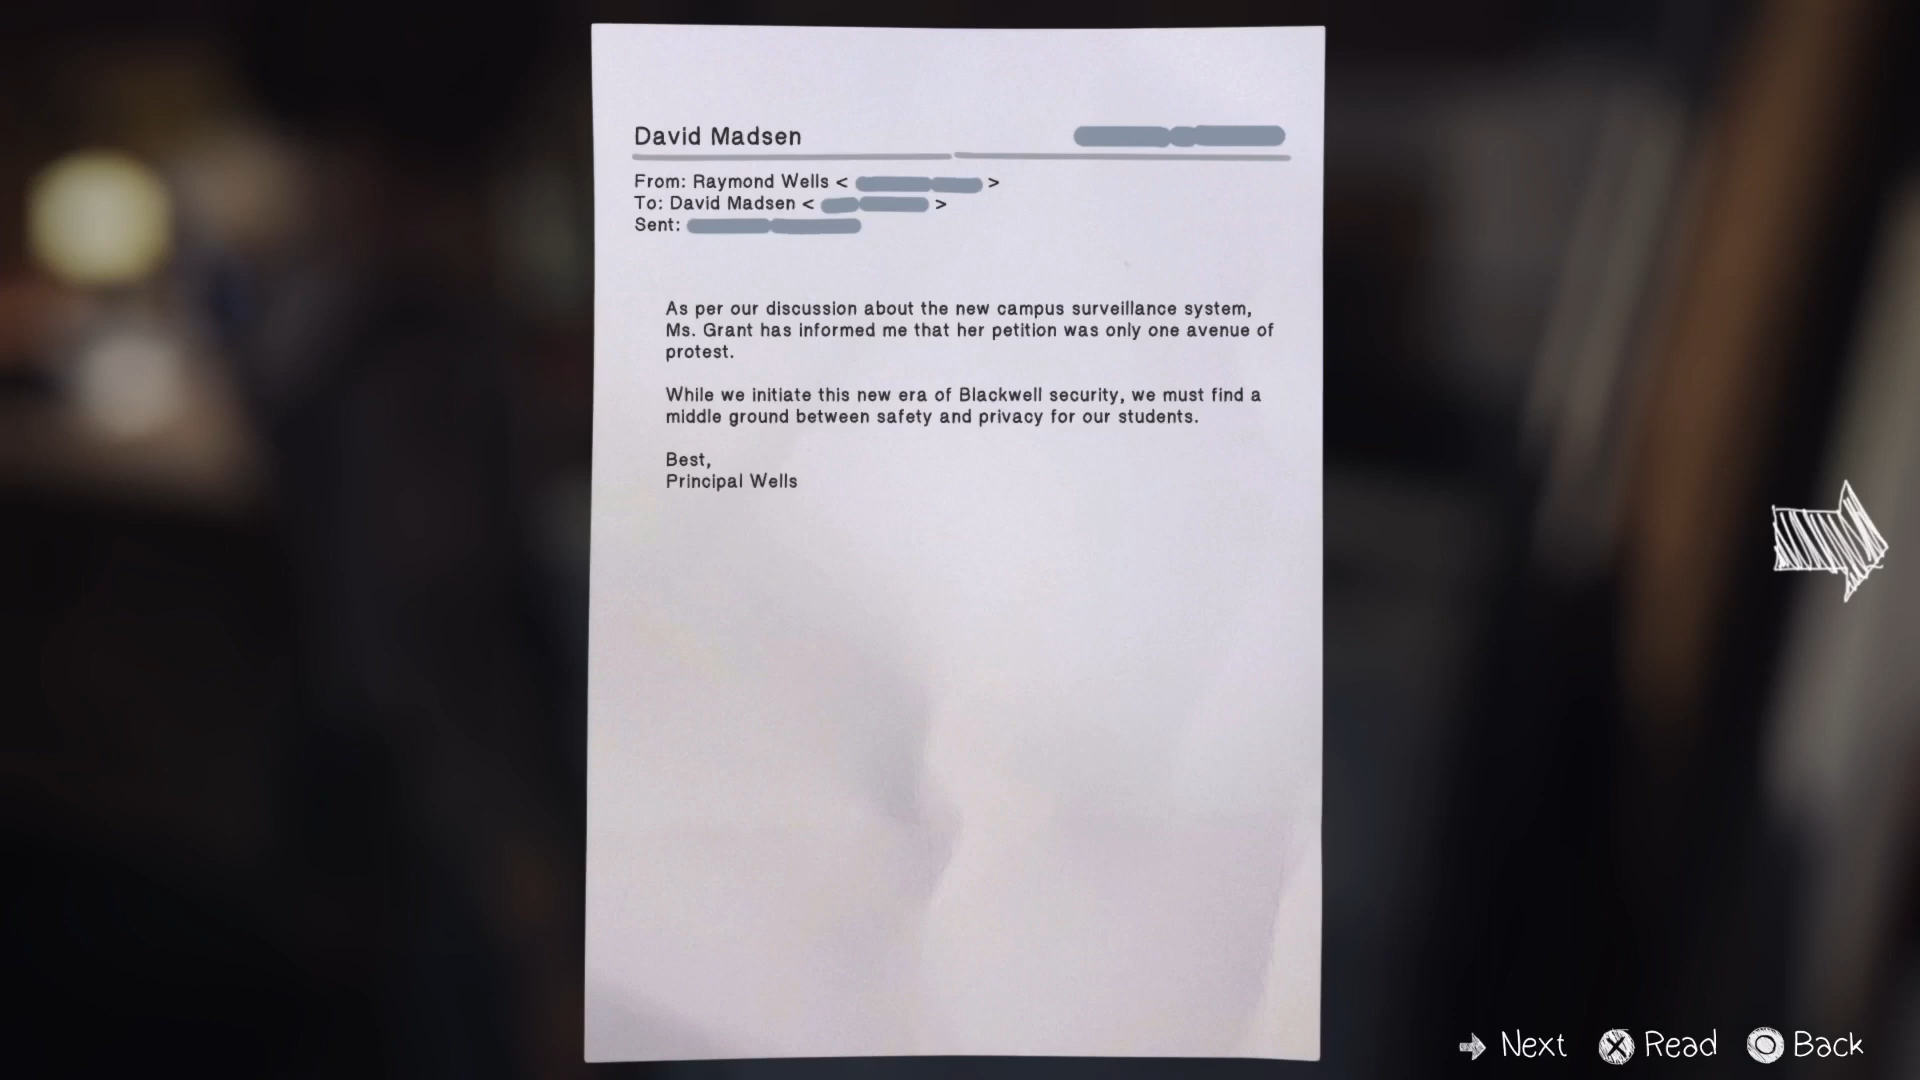 David Madsen
From: Raymond Wells < >
To: David Madsen < >
Sent:
As per our discussion about the new campus surveillance system,
Ms. Grant has informed me that her petition was only one avenue of
protest.
While we initiate this new era of Blackwell security, we must find a
middle ground between safety and privacy for our students.
Best,
Principal Wells
Next Read Back